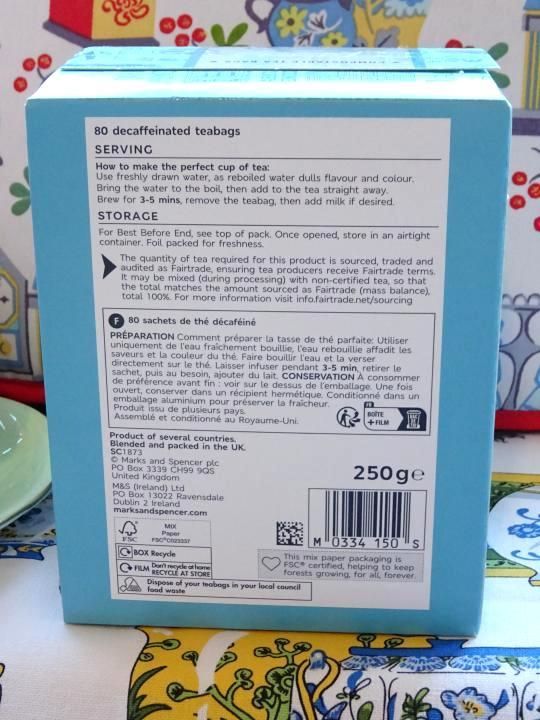 80 decaffeinated teabags
SERVING
How to make the perfect cup of tea:
Use freshly drawn water, as reboiled water dulls flavour and colour.
Bring the water to the boil, then add to the tea straight away.
Brew for 3-5 mins, remove the teabag, then add milk if desired.
STORAGE
For Best Before End, see top of pack. Once opened, store in an airtight
container. Foil packed for freshness.
The quantity of tea required for this product is sourced, traded and
audited as Fairtrade, ensuring tea producers receive Fairtrade terms.
It may be mixed (during processing) with non-certified tea, so that
the total matches the amount sourced as Fairtrade (mass balance),
total 100%. For more information visit info.fairtrade.net/sourcing
F 80 sachets de thé décaféiné
PRÉPARATION Comment préparer la tasse de thé parfaite: Utiliser
uniquement de l'eau fraîchement bouillie, l'eau rebouillie affadit les
saveurs et la couleur du thé. Faire bouillir l'eau et la verser
directement sur le thé. Laisser infuser pendant 3-5 min, retirer le
sachet, puis au besoin, ajouter du lait. CONSERVATION À consommer
de préférence avant fin : voir sur le dessus de l'emballage. Une fois
ouvert, conserver dans un récipient hermétique. Conditionné dans un
emballage aluminium pour préserver la fraîcheur.
Produit issu de plusieurs pays.
Assemblé et conditionné au Royaume-Uni.
FR
BOÎTE
+ FILM
Product of several countries.
Blended and packed in the UK.
SC1873
© Marks and Spencer plc
PO Box 3339 CH99 9QS
United Kingdom
M&S (Ireland) Ltd
PO Box 13022 Ravensdale
Dublin 2 Ireland
marksandspencer.com
250g℮
M 0334 150 S
FSC
MIX
Paper
FSC® C023337
BOX Recycle
FILM Don't recycle at home
RECYCLE AT STORE
Dispose of your teabags in your local council
food waste
This mix paper packaging is
FSC® certified, helping to keep
forests growing, for all, forever.